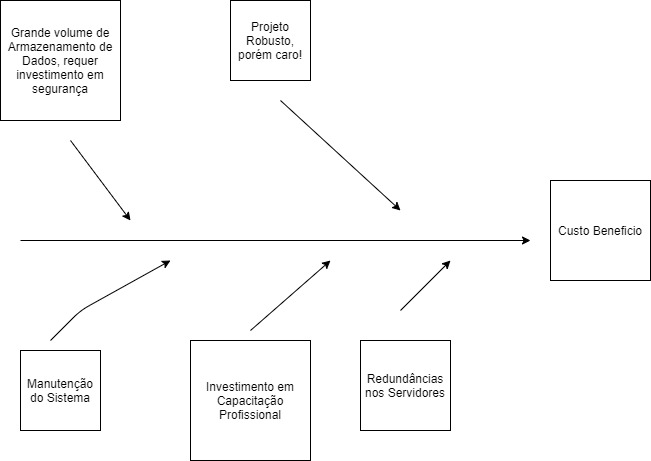 Grande volume de
Armazenamento de
Dados, requer
investimento em
segurança
Projeto
Robusto,
porém caro!
Custo Beneficio
Manutenção
do Sistema
Investimento em
Capacitação
Profissional
Redundâncias
nos Servidores